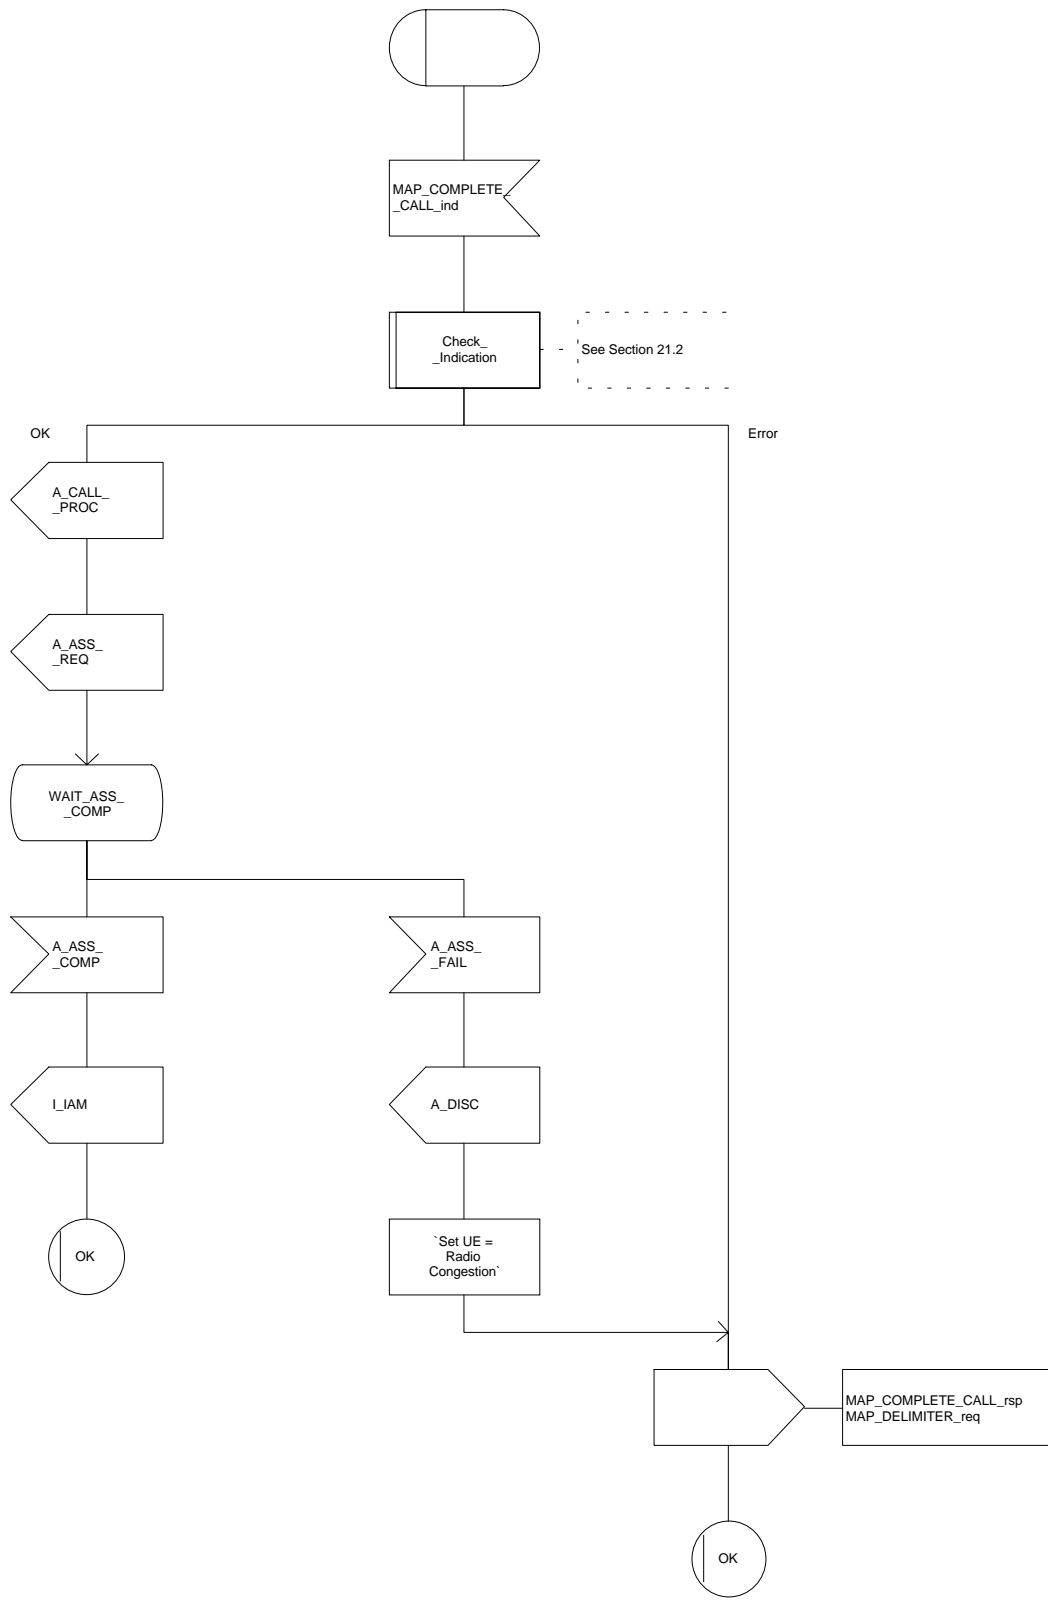 MAP_COMPLETE_
_CALL_ind
Check_
_Indication
See Section 21.2
OK
Error
A_CALL_
_PROC
A_ASS_
_REQ
WAIT_ASS_
_COMP
A_ASS_
_COMP
A_ASS_
_FAIL
I_IAM
A_DISC
OK
`Set UE =
Radio
Congestion`
MAP_COMPLETE_CALL_rsp
MAP_DELIMITER_req
OK